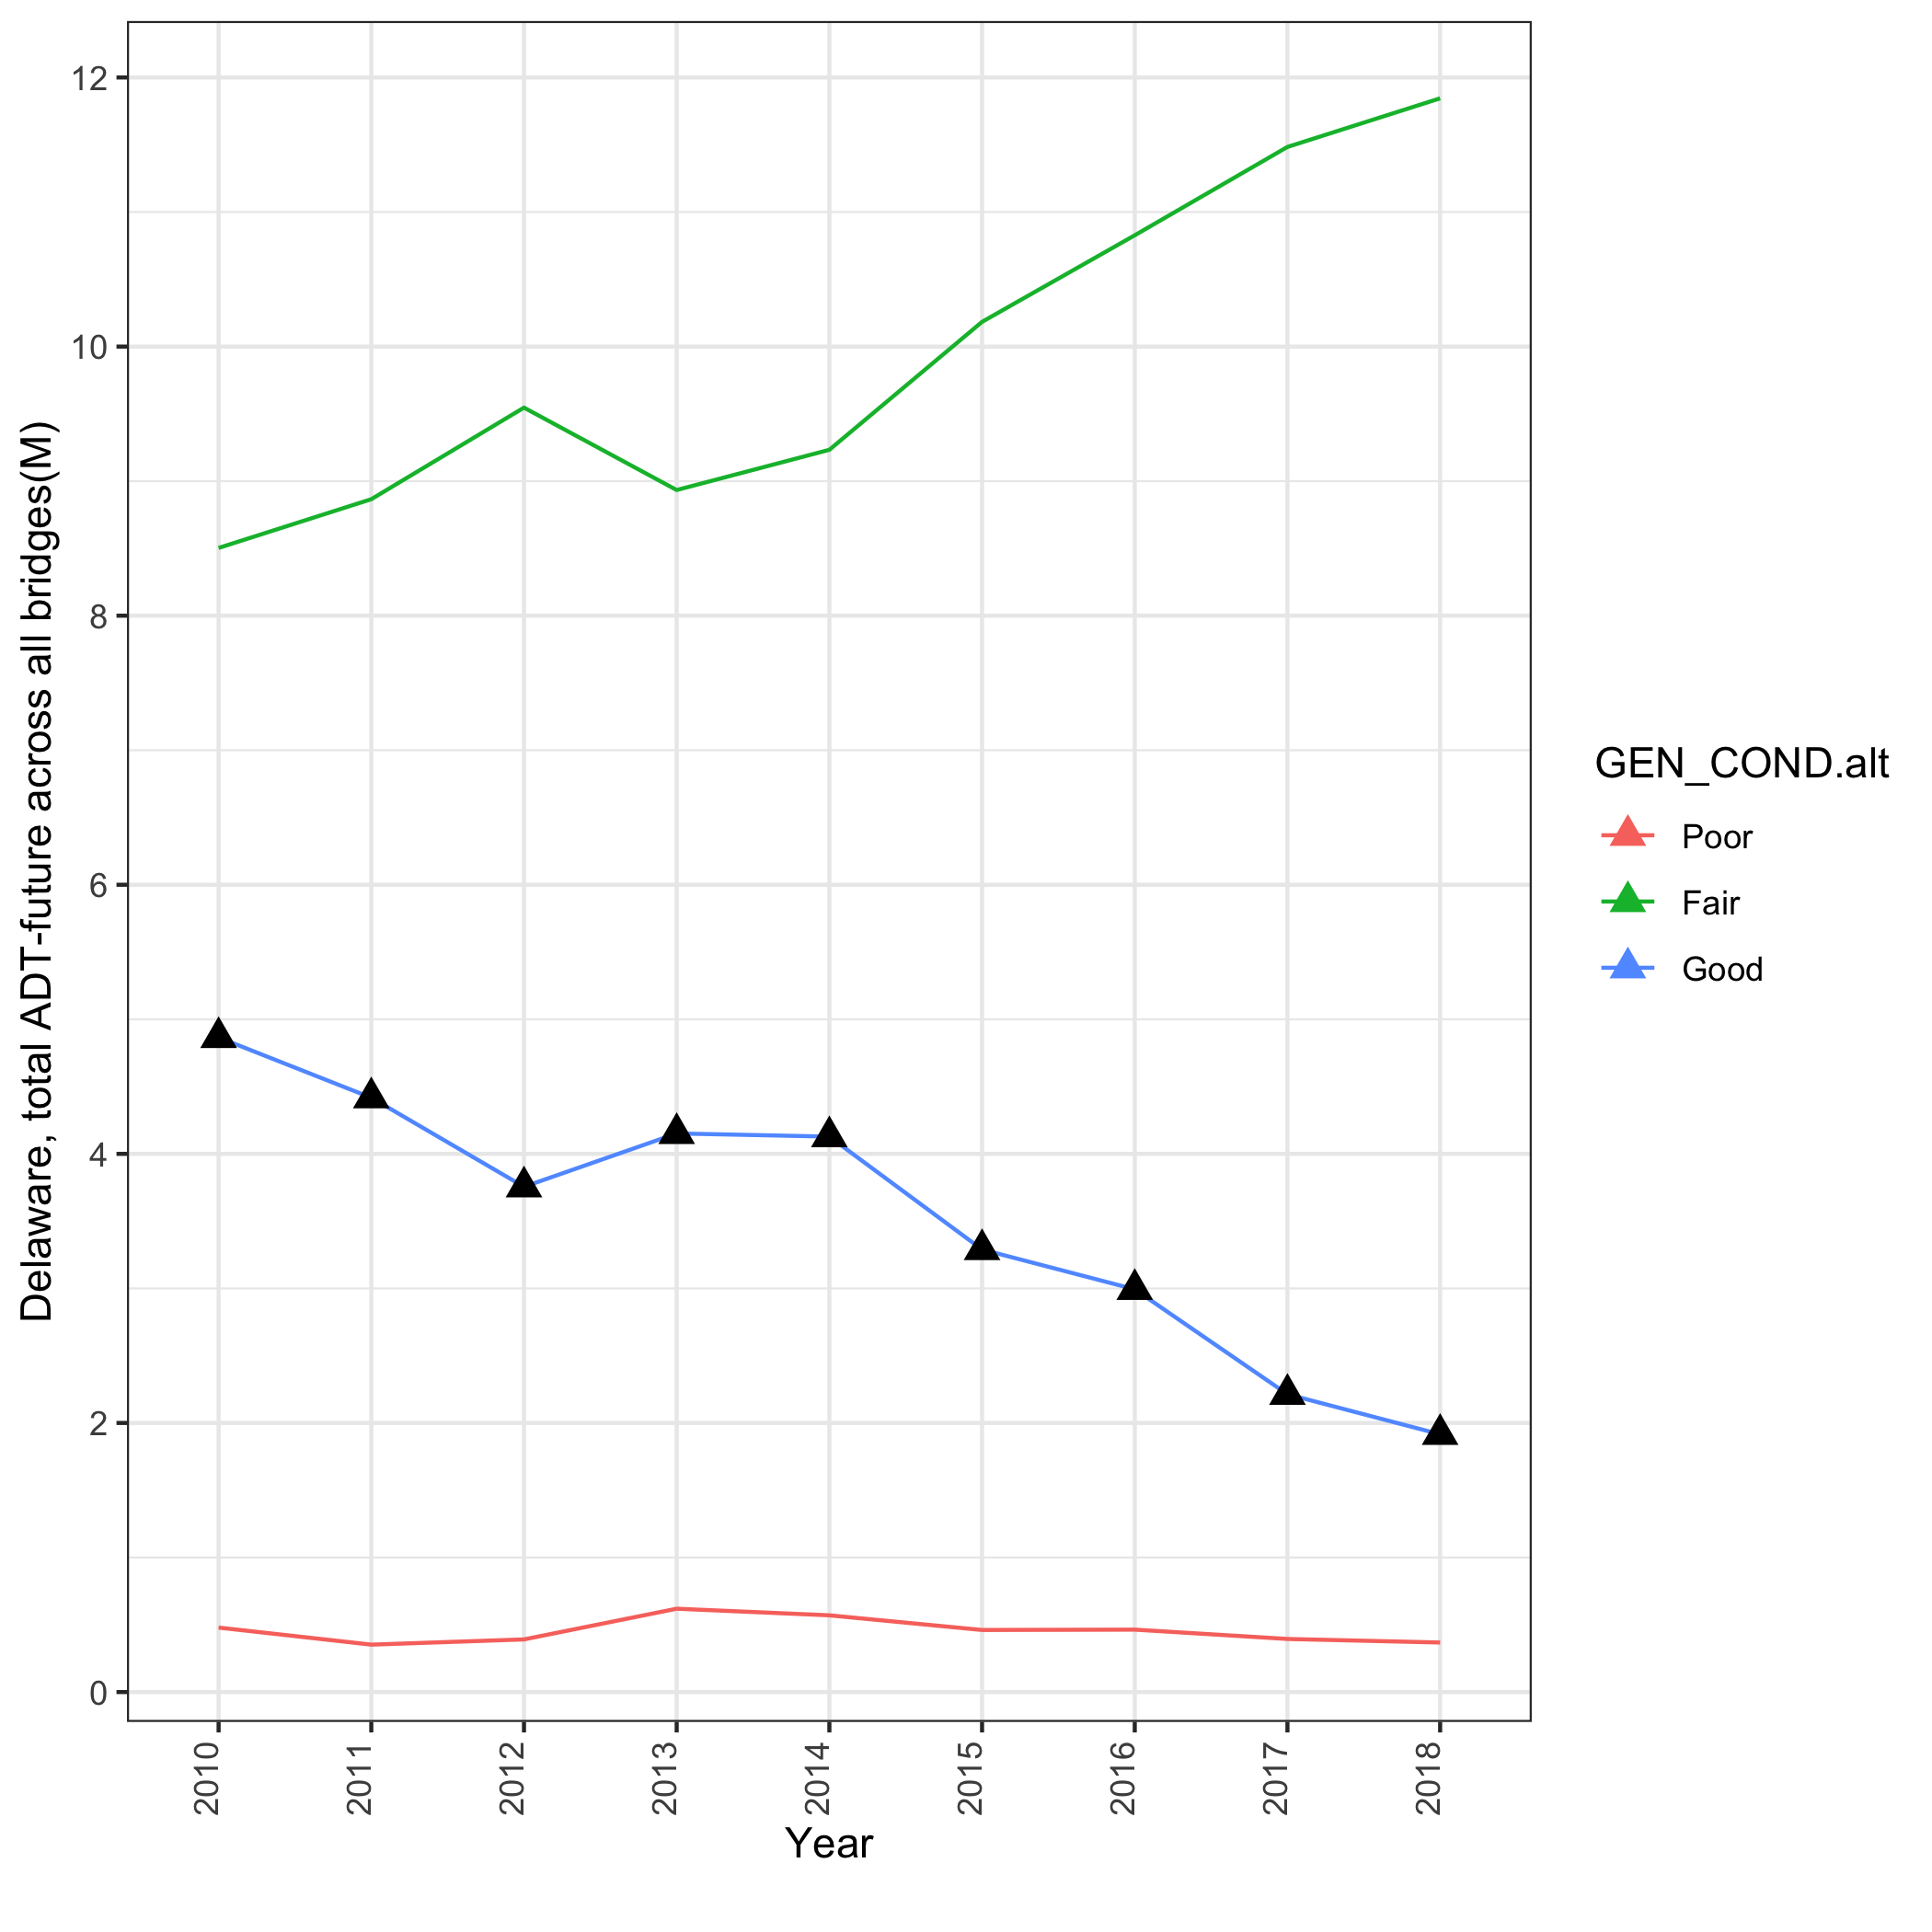 Delaware, total ADT-future across all bridges(M)
12
10
8
6
4
2
0
2010
2011
2012
2013
2014
2015
2016
2017
2018
Year
GEN_COND.alt
Poor
Fair
Good